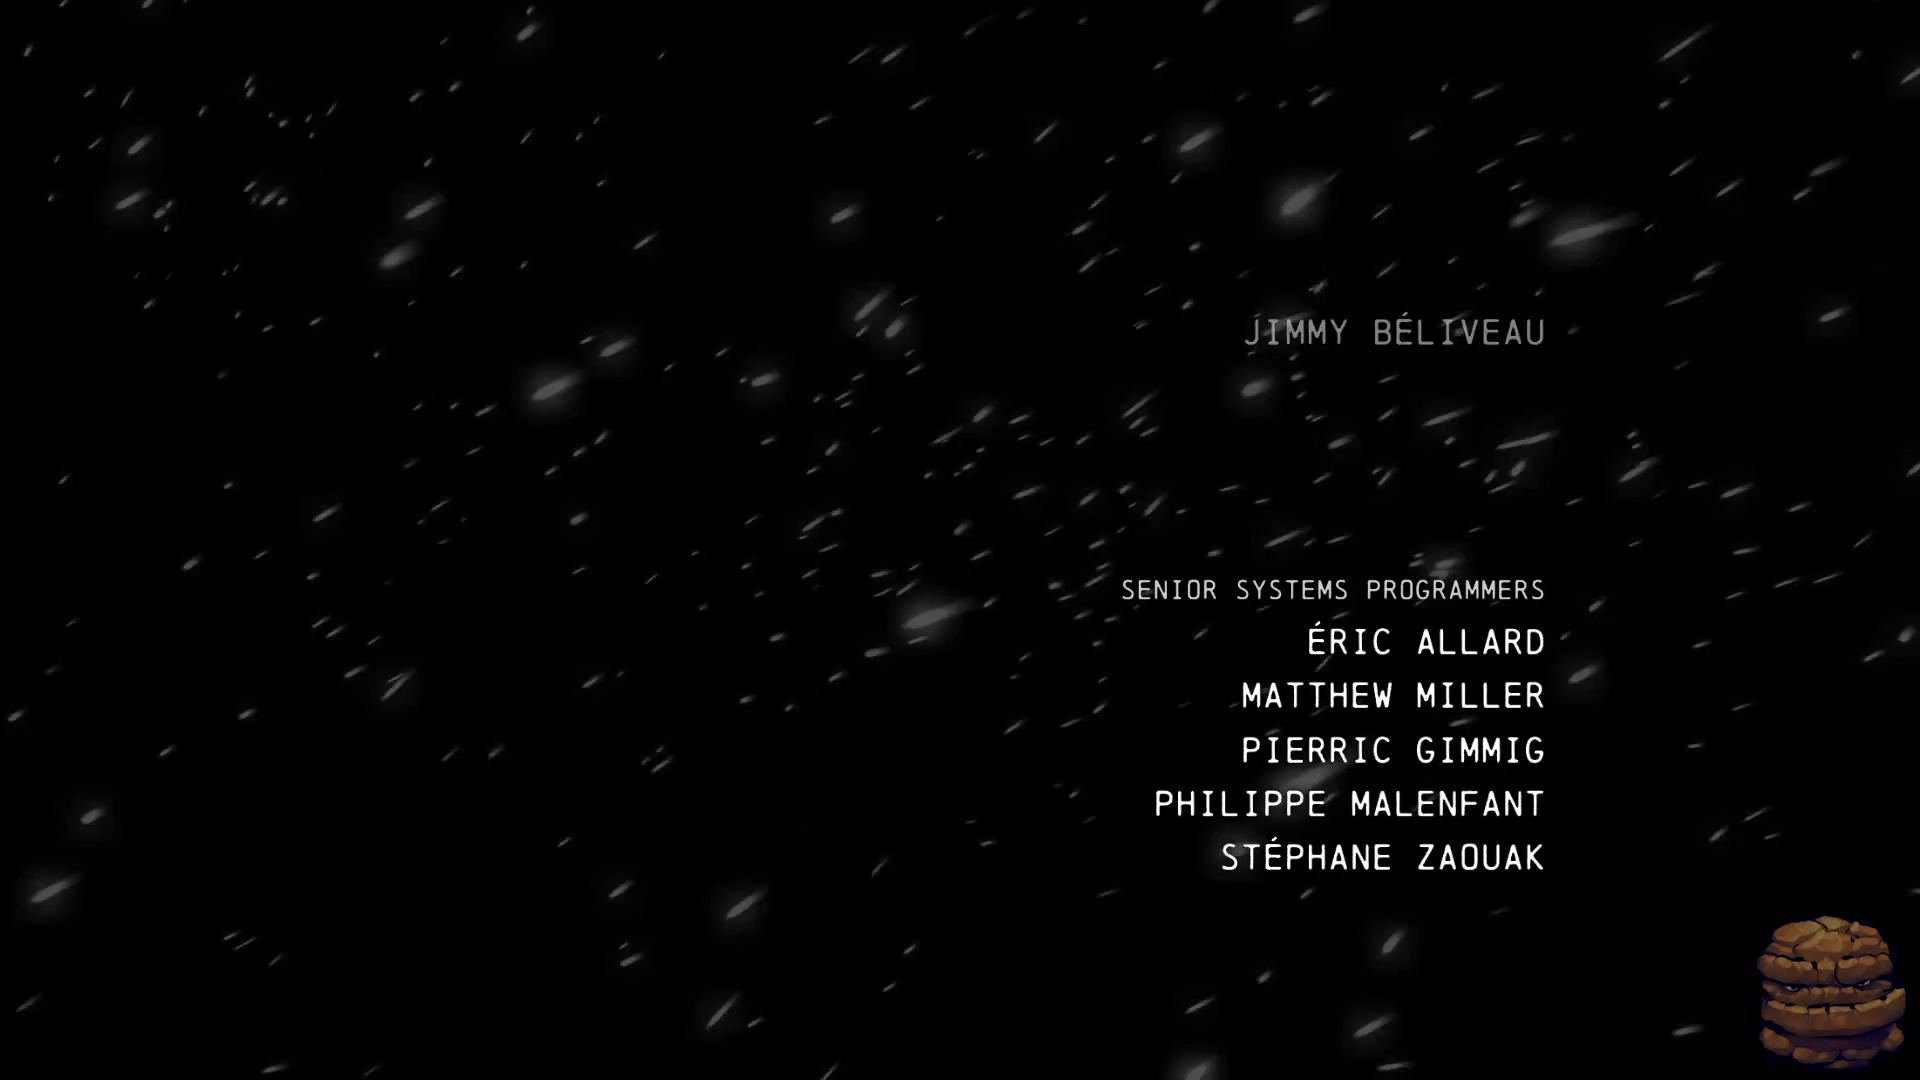 JIMMY BÉLIVEAU
SENIOR SYSTEMS PROGRAMMERS
ÉRIC ALLARD
MATTHEW MILLER
PIERRIC GIMMIG
PHILIPPE MALENFANT
STÉPHANE ZAOUAK